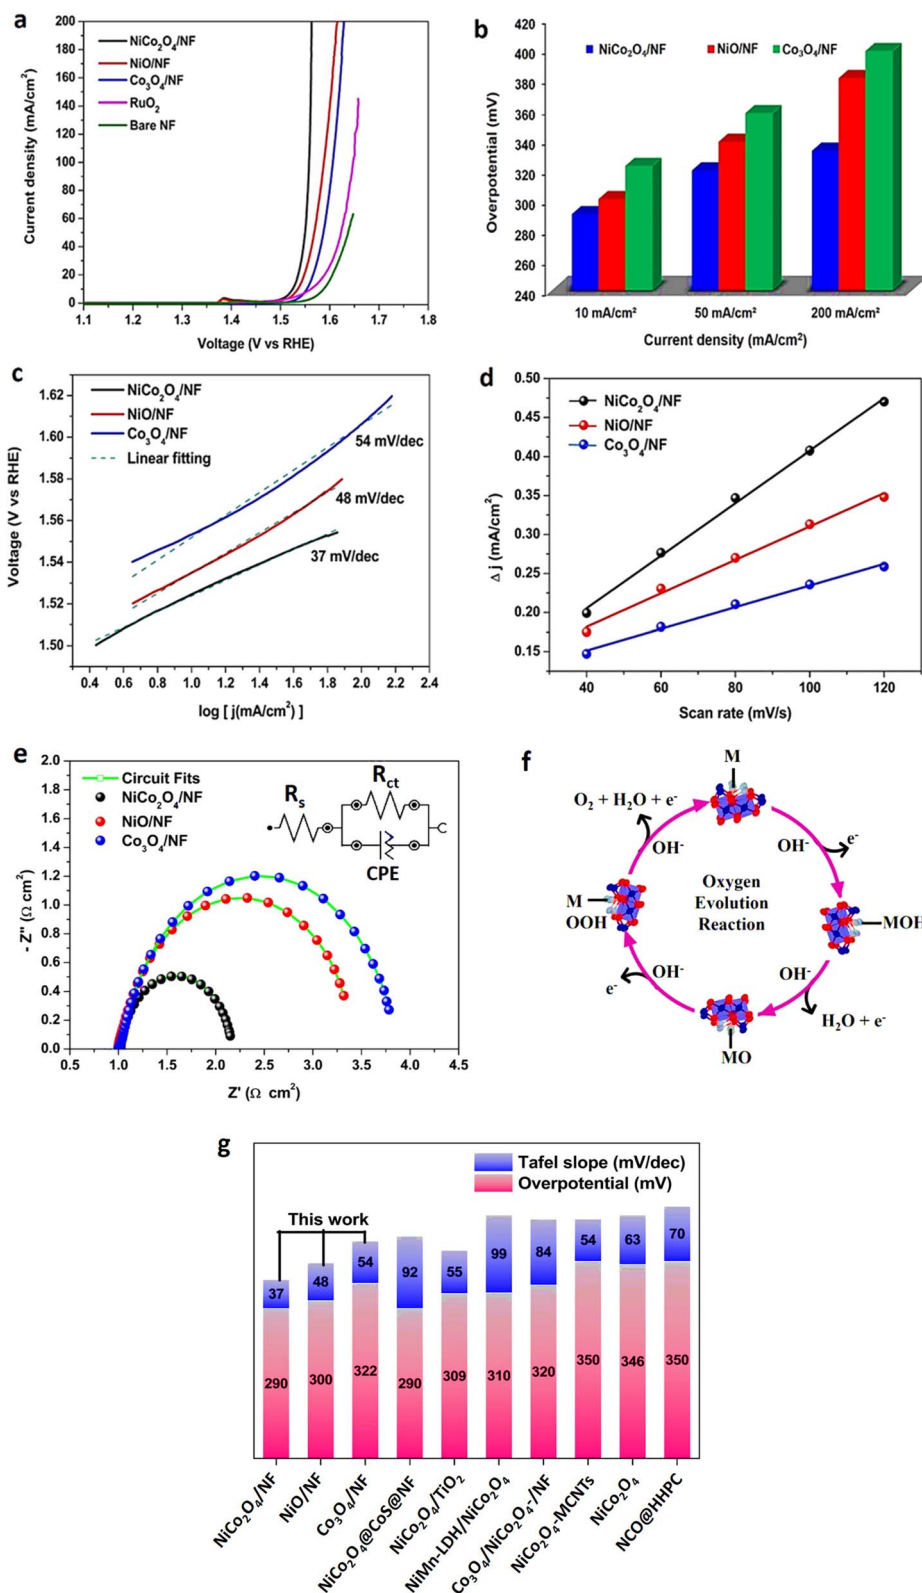 a
200
180
160
140
120
100
80
60
40
20
0
Current density (mA/cm²)
NiCo₂O₄/NF
NiO/NF
Co₃O₄/NF
RuO₂
Bare NF
1.1 1.2 1.3 1.4 1.5 1.6 1.7 1.8
Voltage (V vs RHE)
b
420
400
380
360
340
320
300
280
260
240
Overpotential (mV)
NiCo₂O₄/NF NiO/NF Co₃O₄/NF
10 mA/cm² 50 mA/cm² 200 mA/cm²
Current density (mA/cm²)
c
1.62
1.60
1.58
1.56
1.54
1.52
1.50
Voltage (V vs RHE)
NiCo₂O₄/NF
NiO/NF
Co₃O₄/NF
Linear fitting
54 mV/dec
48 mV/dec
37 mV/dec
0.4 0.6 0.8 1.0 1.2 1.4 1.6 1.8 2.0 2.2 2.4
log [ j(mA/cm²) ]
d
0.50
0.45
0.40
0.35
0.30
0.25
0.20
0.15
Δ j (mA/cm²)
NiCo₂O₄/NF
NiO/NF
Co₃O₄/NF
40 60 80 100 120
Scan rate (mV/s)
e
2.0
1.8
1.6
1.4
1.2
1.0
0.8
0.6
0.4
0.2
0.0
- Z'' (Ω cm²)
Circuit Fits
NiCo₂O₄/NF
NiO/NF
Co₃O₄/NF
Rs
Rct
CPE
0.5 1.0 1.5 2.0 2.5 3.0 3.5 4.0 4.5
Z' (Ω cm²)
f
M
O₂ + H₂O + e⁻
OH⁻
OH⁻
e⁻
M
OOH
Oxygen
Evolution
Reaction
MOH
OH⁻
e⁻
OH⁻
H₂O + e⁻
MO
g
Tafel slope (mV/dec)
Overpotential (mV)
This work
37 48 54 92 55 99 84 54 63 70
290 300 322 290 309 310 320 350 346 350
NiCo₂O₄/NF
NiO/NF
Co₃O₄/NF
NiCo₂O₄@CoS@NF
NiCo₂O₄/TiO₂
NiMn-LDH/NiCo₂O₄
Co₃O₄/NiCo₂O₄-/NF
NiCo₂O₄-MCNTs
NiCo₂O₄
NCO@HHPC